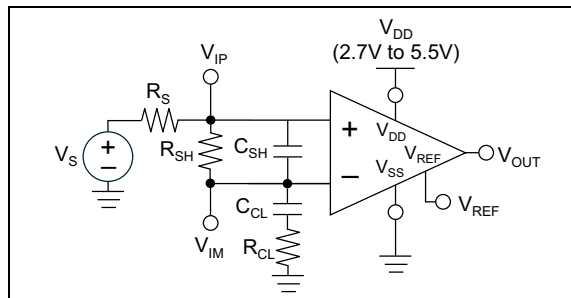 V_DD
(2.7V to 5.5V)
V_IP
R_S
V_S
+
−
R_SH
C_SH
+
−
V_DD
V_SS
V_REF
V_OUT
V_REF
C_CL
V_IM
R_CL